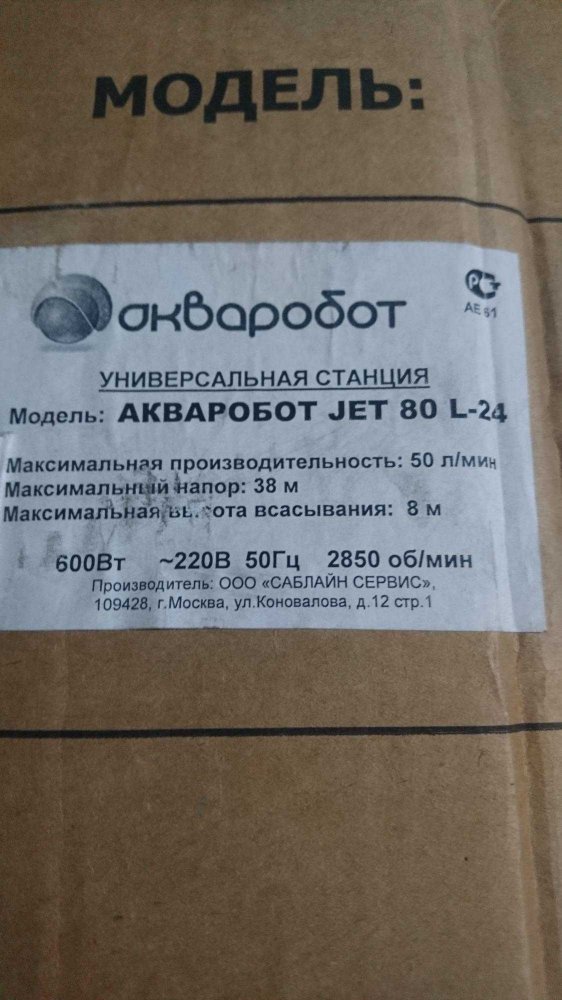 МОДЕЛЬ:
акваробот
АЕ 61
УНИВЕРСАЛЬНАЯ СТАНЦИЯ
Модель: АКВАРОБОТ JET 80 L-24
Максимальная производительность: 50 л/мин
Максимальный напор: 38 м
Максимальная высота всасывания: 8 м
600Вт ~220В 50Гц 2850 об/мин
Производитель: ООО «САБЛАЙН СЕРВИС»,
109428, г.Москва, ул.Коновалова, д.12 стр.1